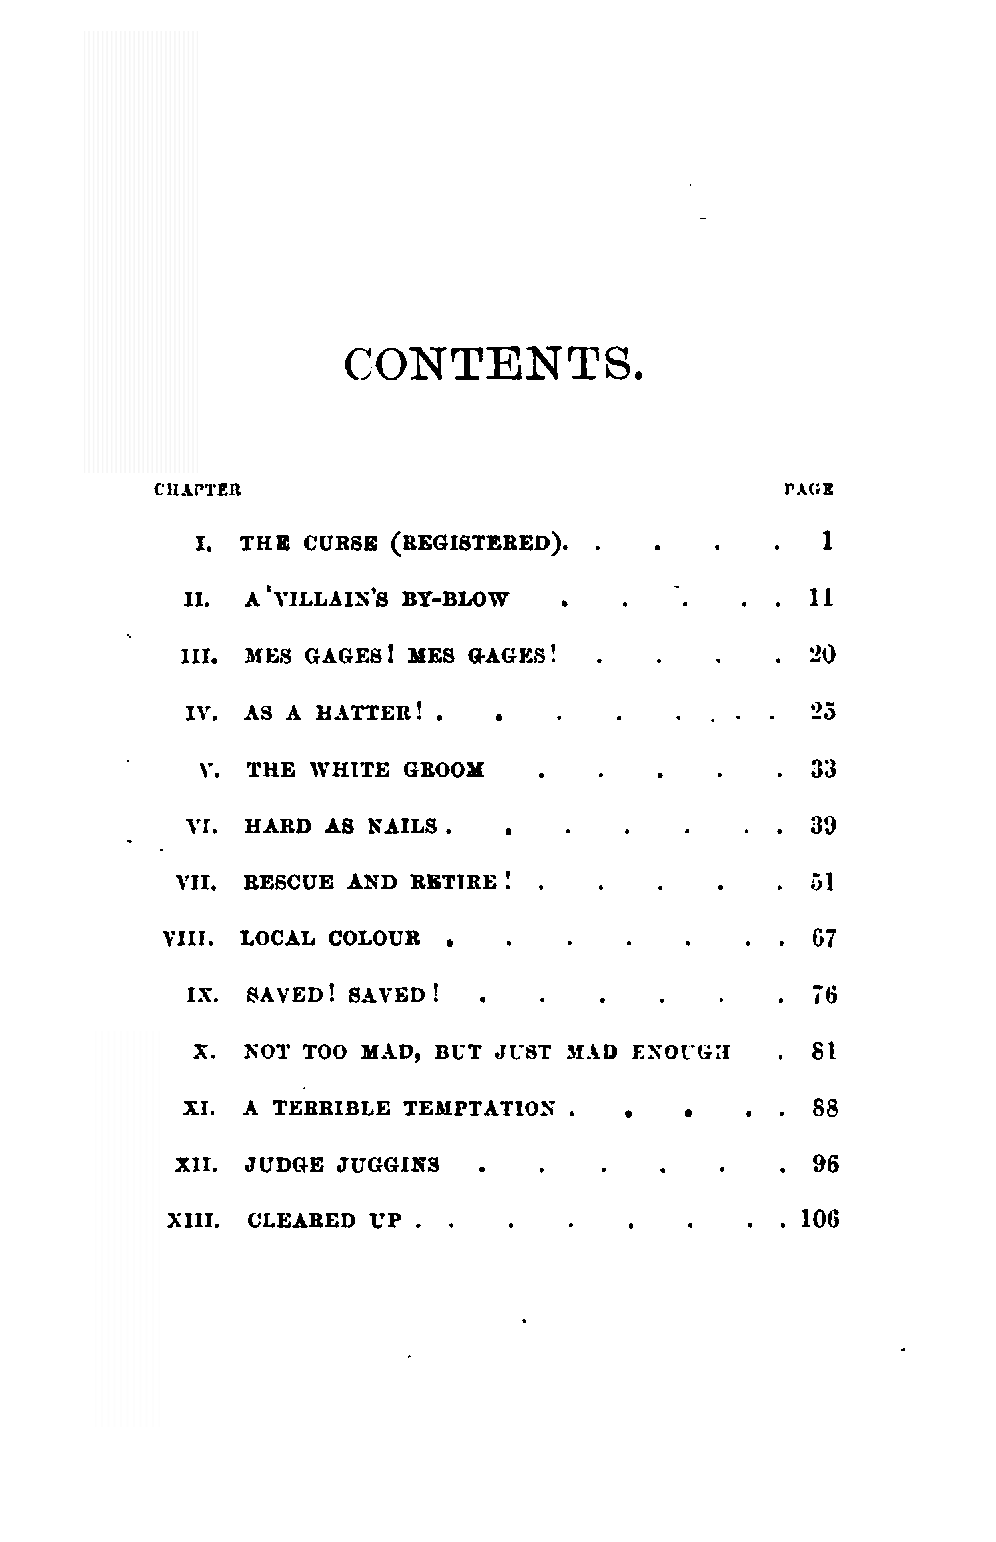 CONTENTS.
CHAPTER PAGE
I. THE CURSE (REGISTERED). . . . . 1
II. A VILLAIN'S BY-BLOW . . . . . 11
III. MES GAGES! MES GAGES! . . . . 20
IV. AS A HATTER! . . . . . . . . 25
V. THE WHITE GROOM . . . . . 33
VI. HARD AS NAILS . . . . . . . 39
VII. RESCUE AND RETIRE! . . . . . 51
VIII. LOCAL COLOUR . . . . . . . 67
IX. SAVED! SAVED! . . . . . . 76
X. NOT TOO MAD, BUT JUST MAD ENOUGH . 81
XI. A TERRIBLE TEMPTATION . . . . . 88
XII. JUDGE JUGGINS . . . . . . 96
XIII. CLEARED UP . . . . . . . . 106